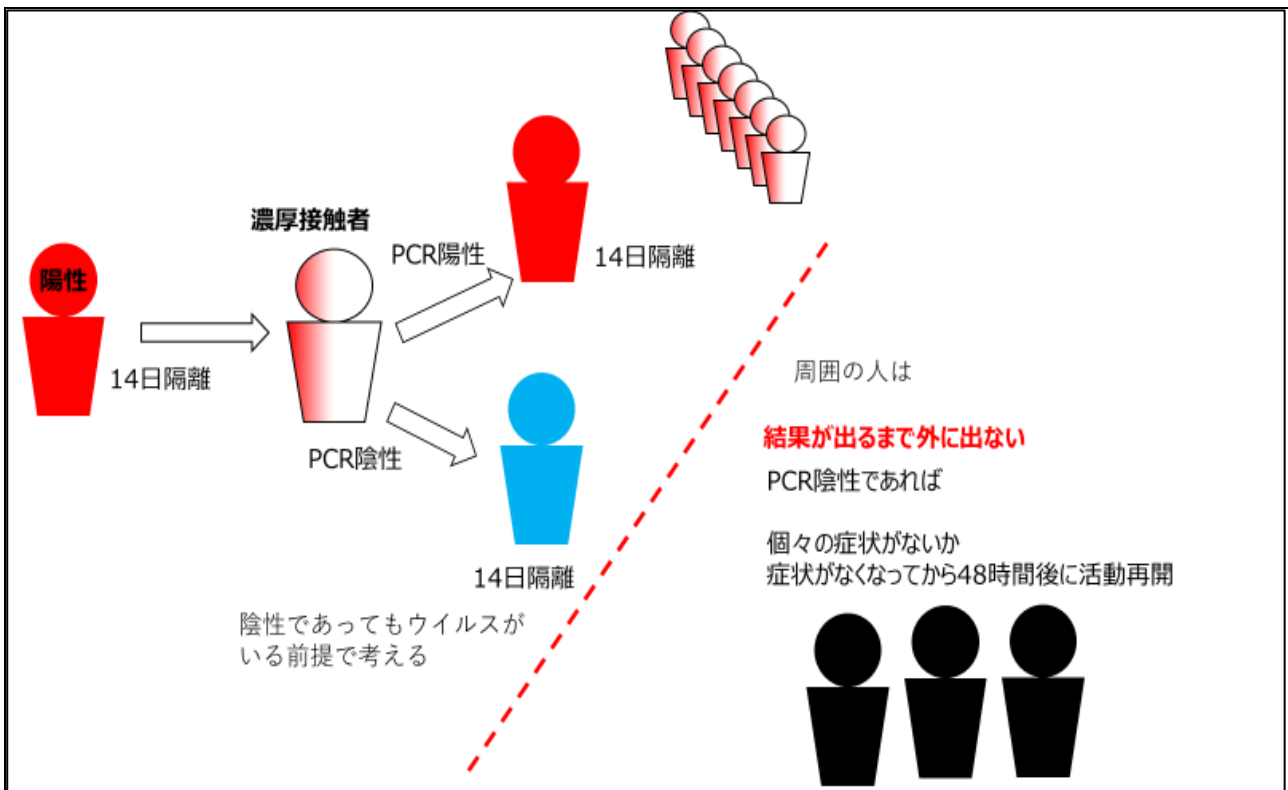 濃厚接触者
陽性
14日隔離
PCR陽性
14日隔離
PCR陰性
14日隔離
陰性であってもウイルスが
いる前提で考える
周囲の人は
結果が出るまで外に出ない
PCR陰性であれば
個々の症状がないか
症状がなくなってから48時間後に活動再開